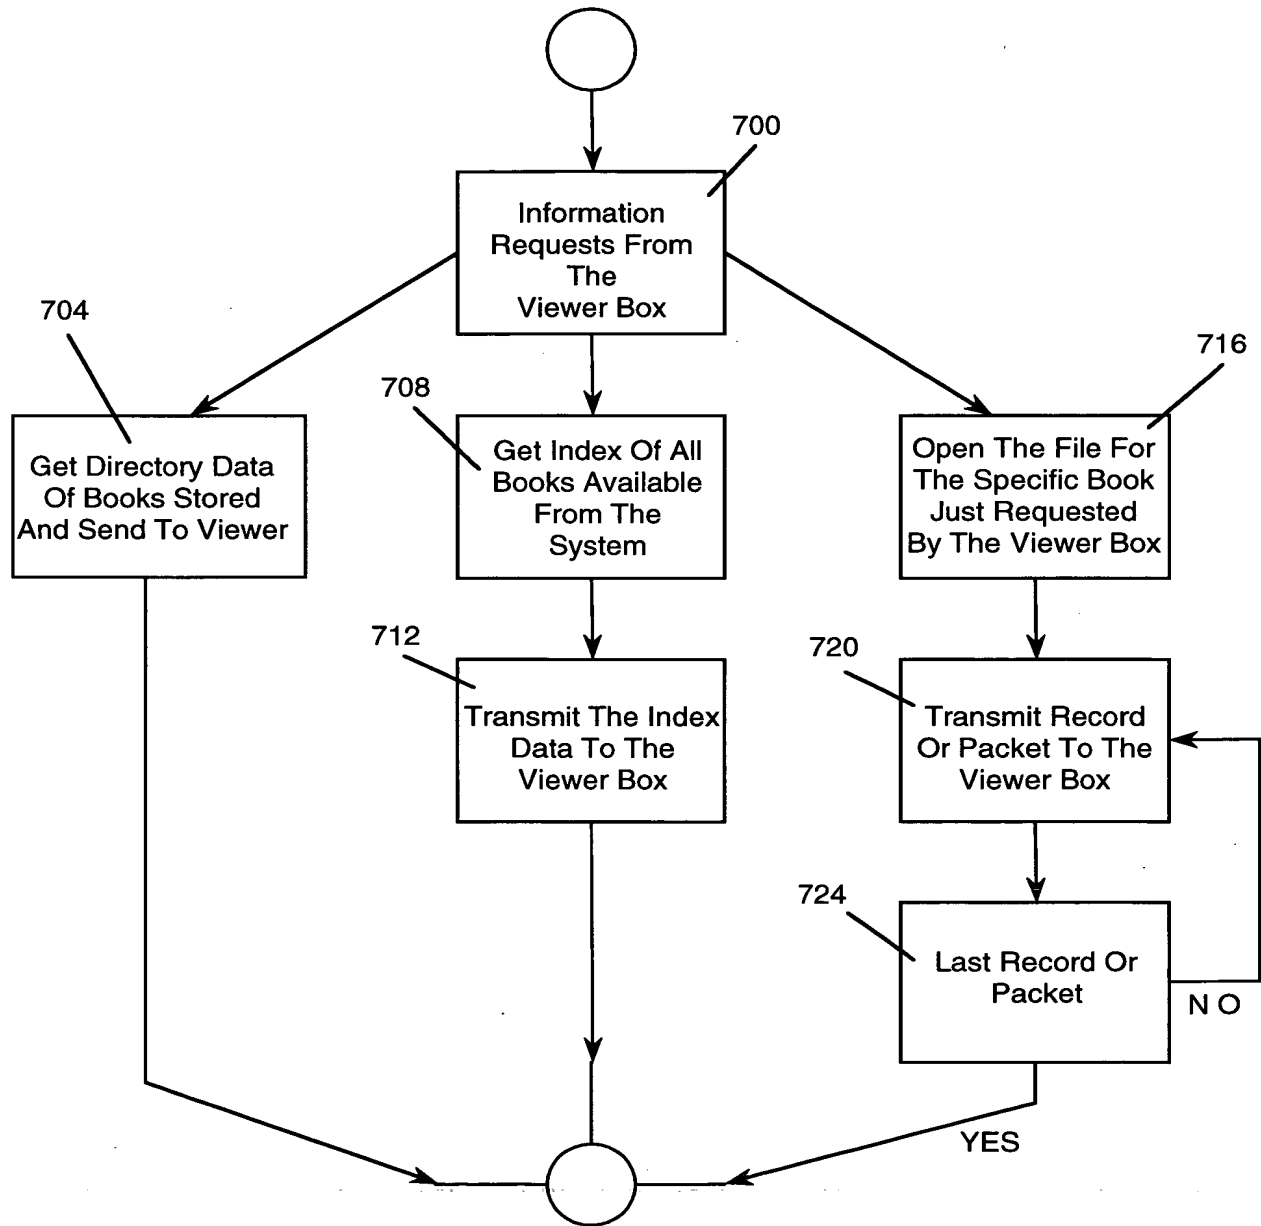 700
Information
Requests From
The
Viewer Box
704
Get Directory Data
Of Books Stored
And Send To Viewer
708
Get Index Of All
Books Available
From The
System
716
Open The File For
The Specific Book
Just Requested
By The Viewer Box
712
Transmit The Index
Data To The
Viewer Box
720
Transmit Record
Or Packet To The
Viewer Box
724
Last Record Or
Packet
NO
YES